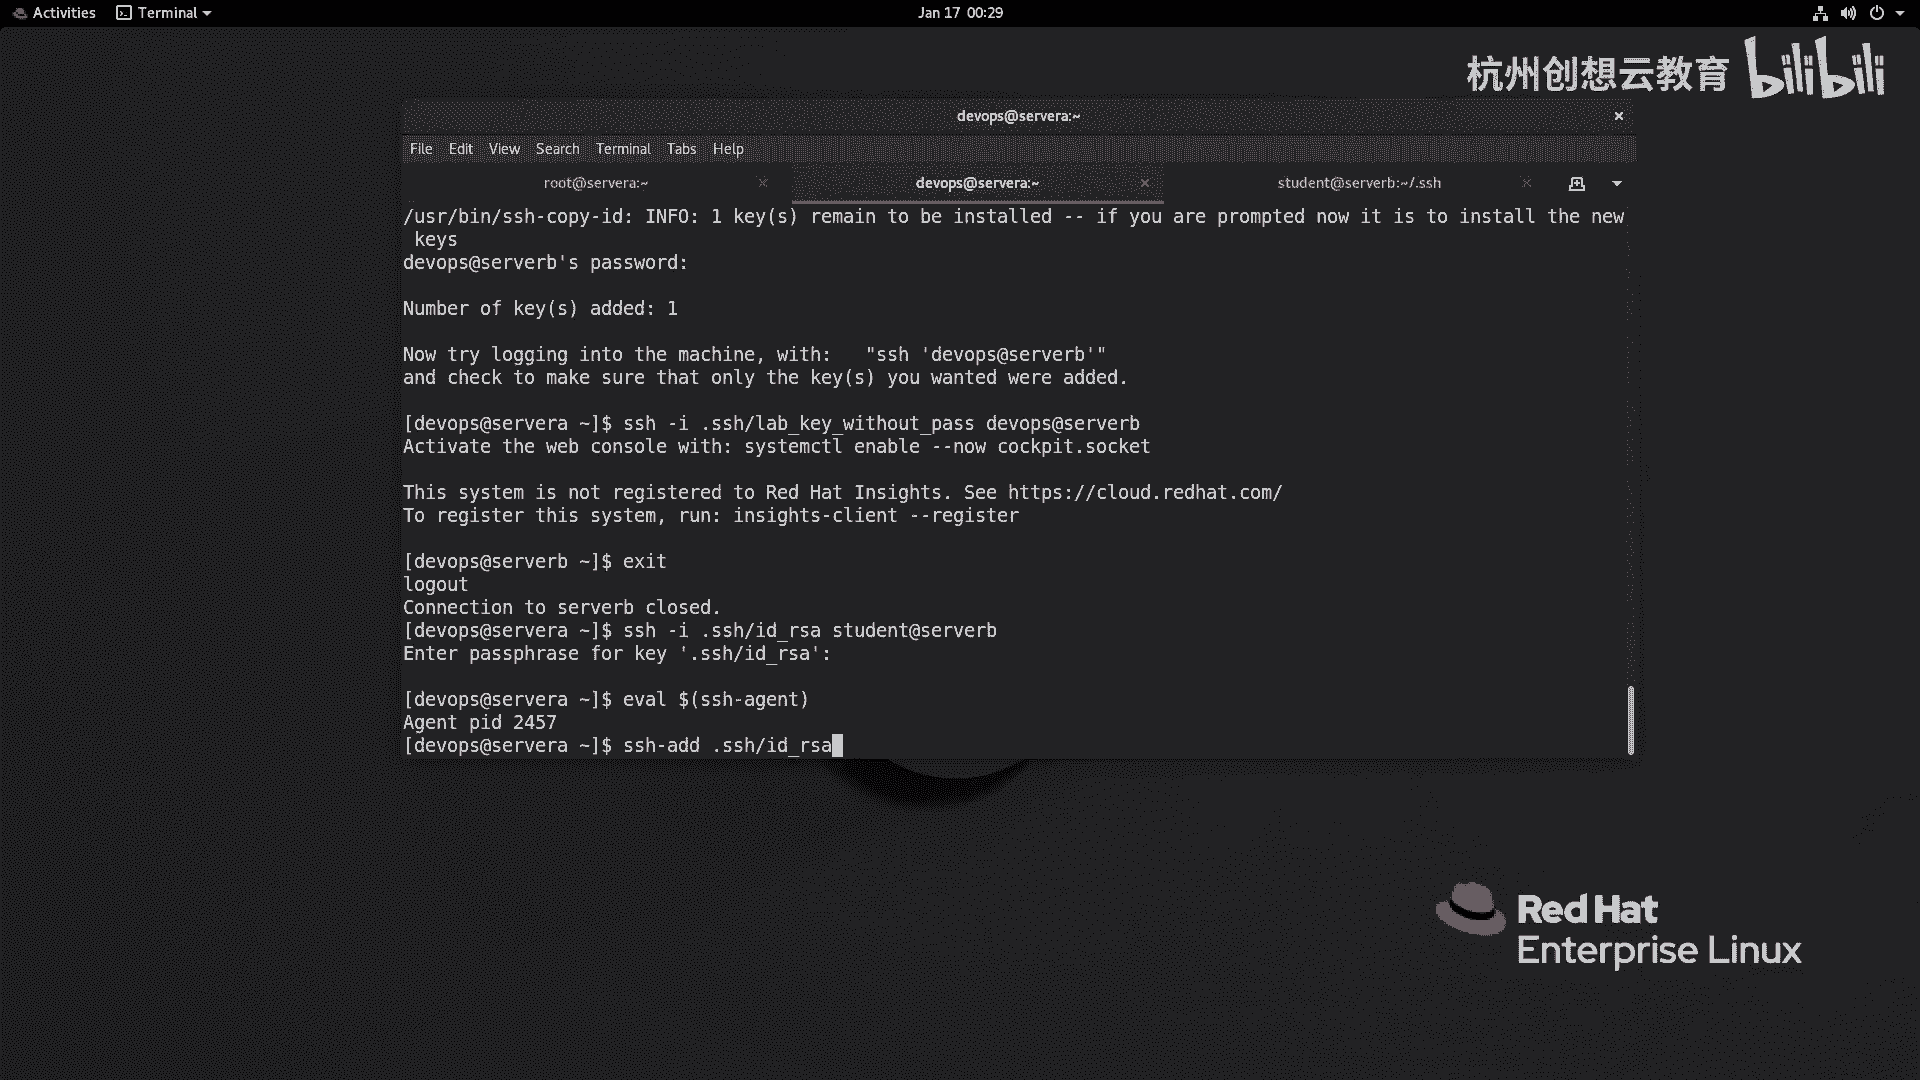 Activities Terminal Jan 17 00:29
杭州创想云教育 bilibili
devops@servera:~
File Edit View Search Terminal Tabs Help
root@servera:~ devops@servera:~ student@serverb:~/.ssh
/usr/bin/ssh-copy-id: INFO: 1 key(s) remain to be installed -- if you are prompted now it is to install the new
keys
devops@serverb's password:
Number of key(s) added: 1
Now try logging into the machine, with:   "ssh 'devops@serverb'"
and check to make sure that only the key(s) you wanted were added.
[devops@servera ~]$ ssh -i .ssh/lab_key_without_pass devops@serverb
Activate the web console with: systemctl enable --now cockpit.socket
This system is not registered to Red Hat Insights. See https://cloud.redhat.com/
To register this system, run: insights-client --register
[devops@serverb ~]$ exit
logout
Connection to serverb closed.
[devops@servera ~]$ ssh -i .ssh/id_rsa student@serverb
Enter passphrase for key '.ssh/id_rsa':
[devops@servera ~]$ eval $(ssh-agent)
Agent pid 2457
[devops@servera ~]$ ssh-add .ssh/id_rsa
Red Hat
Enterprise Linux